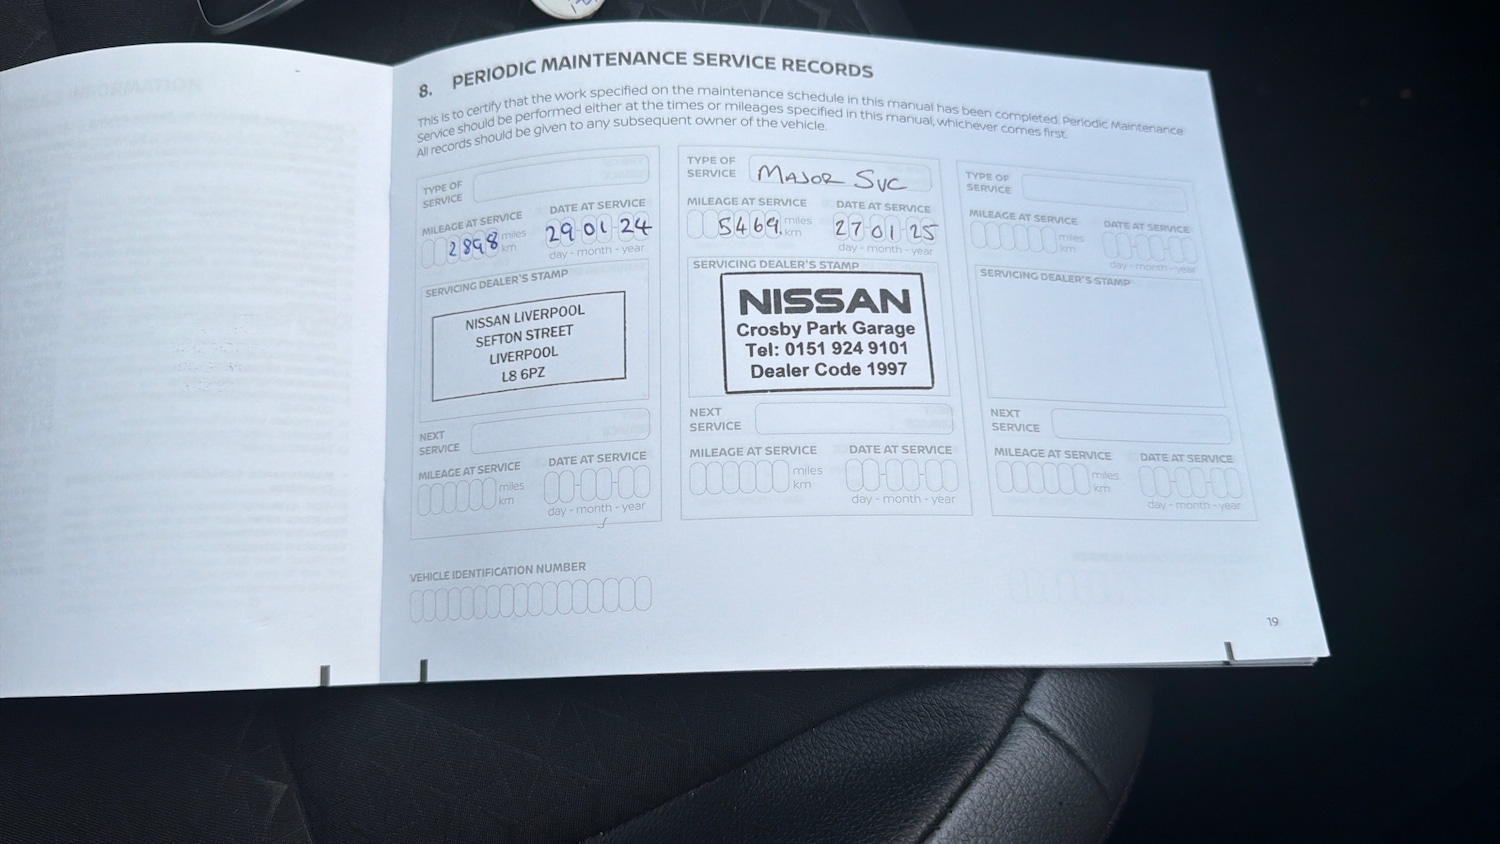 8. PERIODIC MAINTENANCE SERVICE RECORDS
This is to certify that the work specified on the maintenance schedule in this manual has been completed. Periodic Maintenance
Service should be performed either at the times or mileages specified in this manual, whichever comes first.
All records should be given to any subsequent owner of the vehicle.
TYPE OF
SERVICE
MILEAGE AT SERVICE DATE AT SERVICE
2898 miles
km
29-01-24
day - month - year
SERVICING DEALER'S STAMP
NISSAN LIVERPOOL
SEFTON STREET
LIVERPOOL
L8 6PZ
NEXT
SERVICE
MILEAGE AT SERVICE DATE AT SERVICE
miles
km
day - month - year
TYPE OF
SERVICE
MAJOR SVC
MILEAGE AT SERVICE DATE AT SERVICE
5469. miles
km
27-01-25
day - month - year
SERVICING DEALER'S STAMP
NISSAN
Crosby Park Garage
Tel: 0151 924 9101
Dealer Code 1997
NEXT
SERVICE
MILEAGE AT SERVICE DATE AT SERVICE
miles
km
day - month - year
TYPE OF
SERVICE
MILEAGE AT SERVICE DATE AT SERVICE
miles
km
day - month - year
SERVICING DEALER'S STAMP
NEXT
SERVICE
MILEAGE AT SERVICE DATE AT SERVICE
miles
km
day - month - year
VEHICLE IDENTIFICATION NUMBER
19